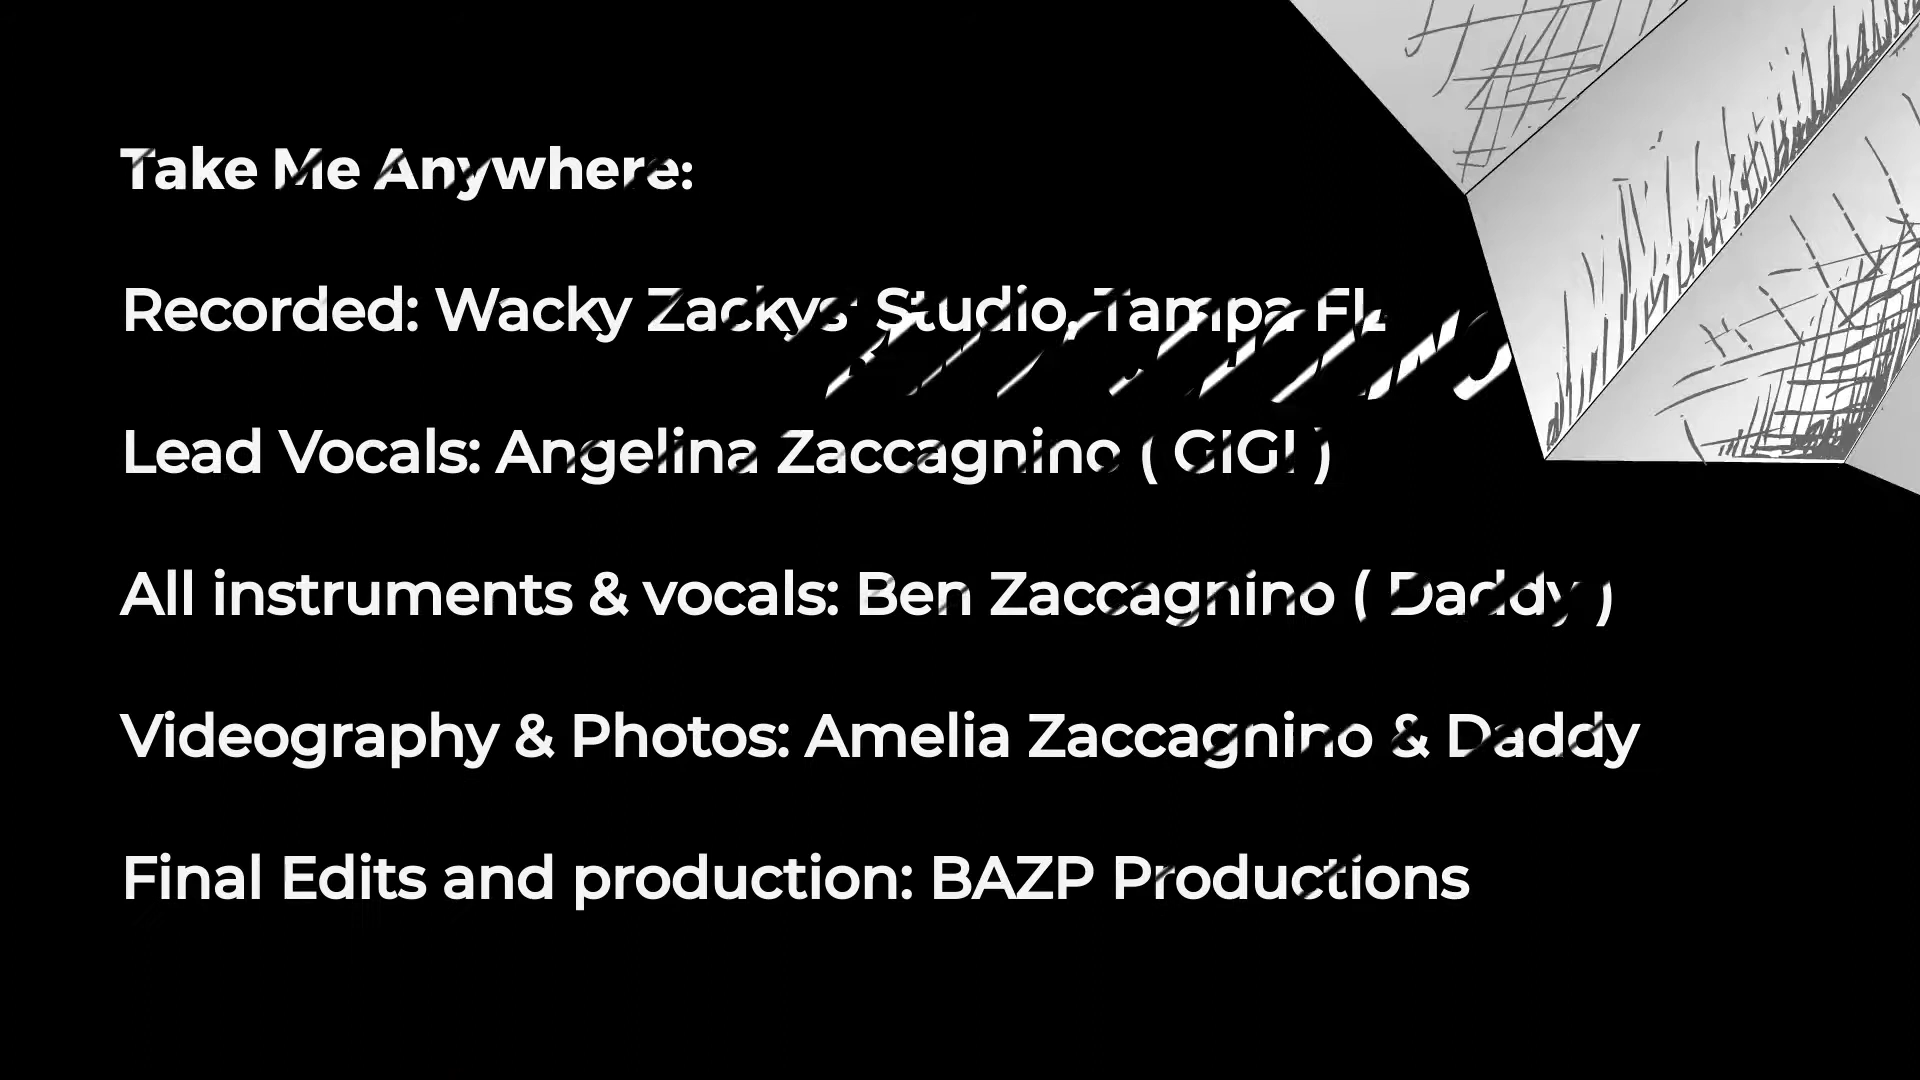 Take Me Anywhere:
Recorded: Wacky Zackys' Studio, Tampa FL
Lead Vocals: Angelina Zaccagnino ( GIGI )
All instruments & vocals: Ben Zaccagnino ( Daddy )
Videography & Photos: Amelia Zaccagnino & Daddy
Final Edits and production: BAZP Productions